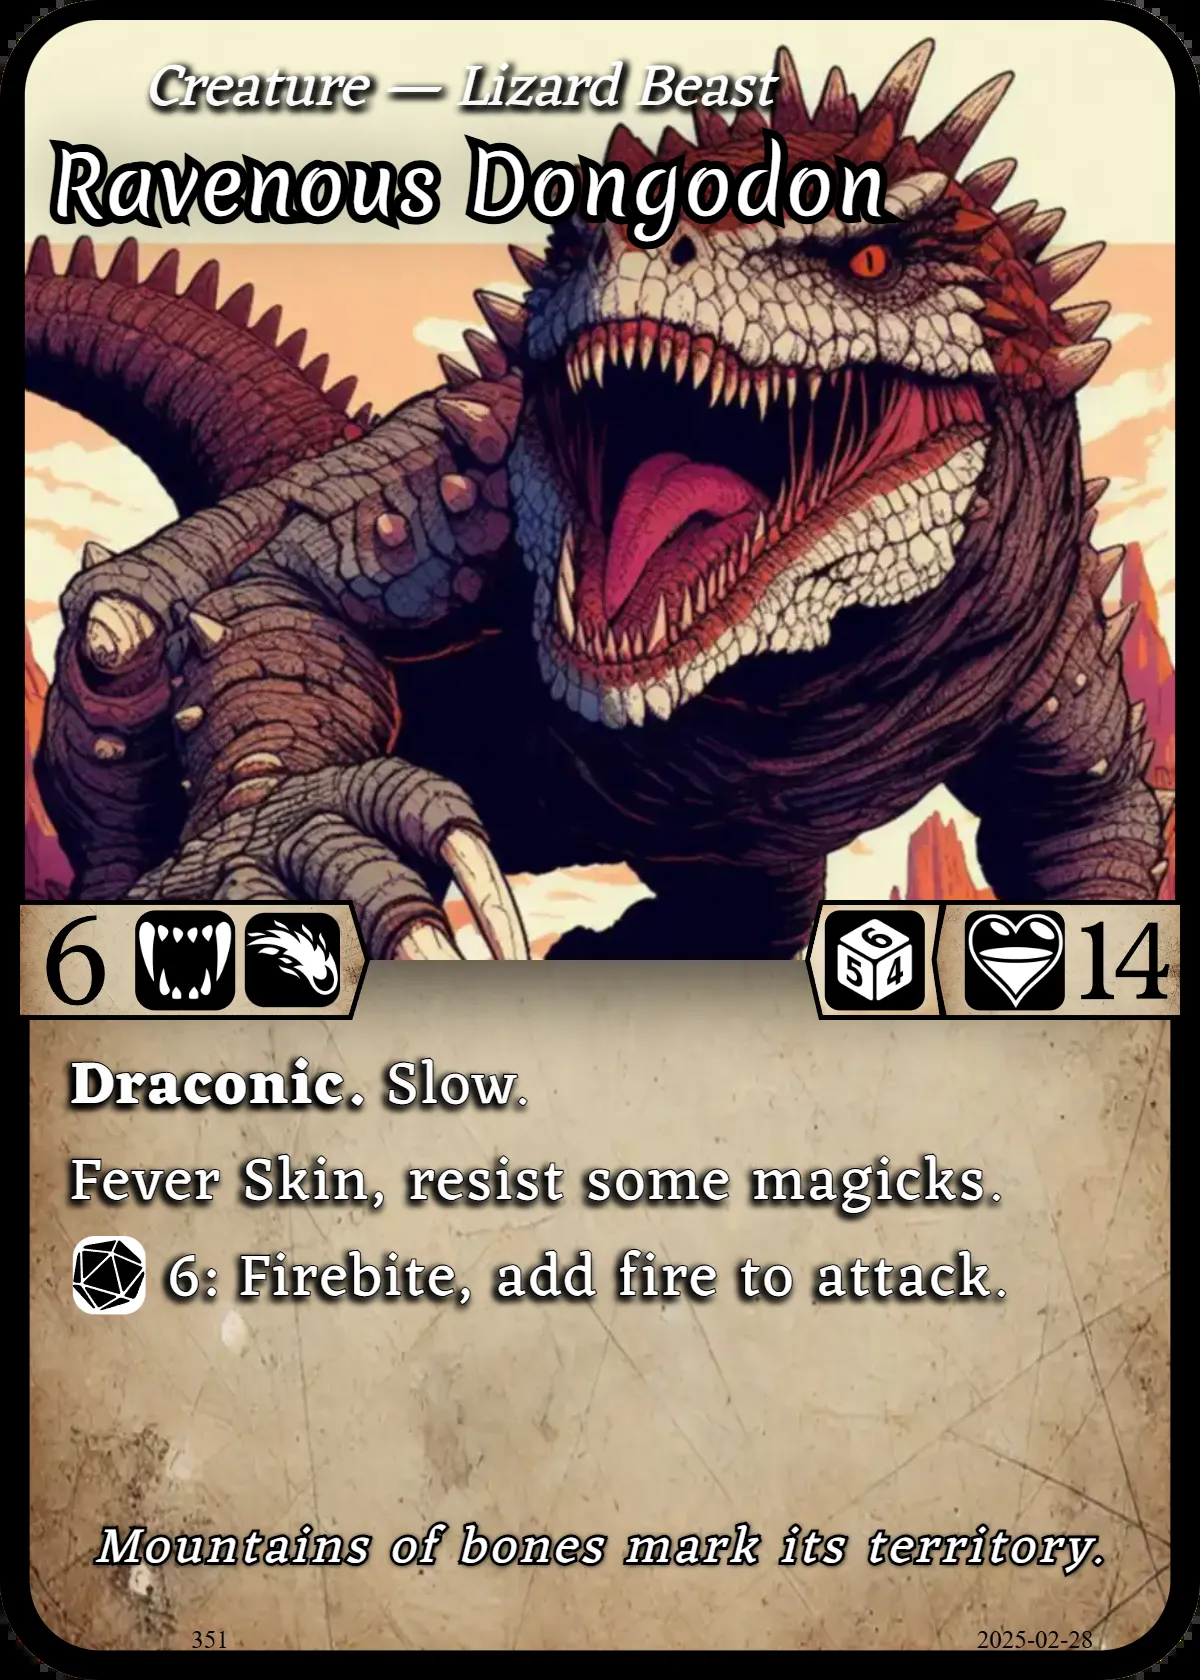 Creature — Lizard Beast
Ravenous Dongodon
6
6
5 4
14
Draconic. Slow.
Fever Skin, resist some magicks.
6: Firebite, add fire to attack.
Mountains of bones mark its territory.
351 2025-02-28